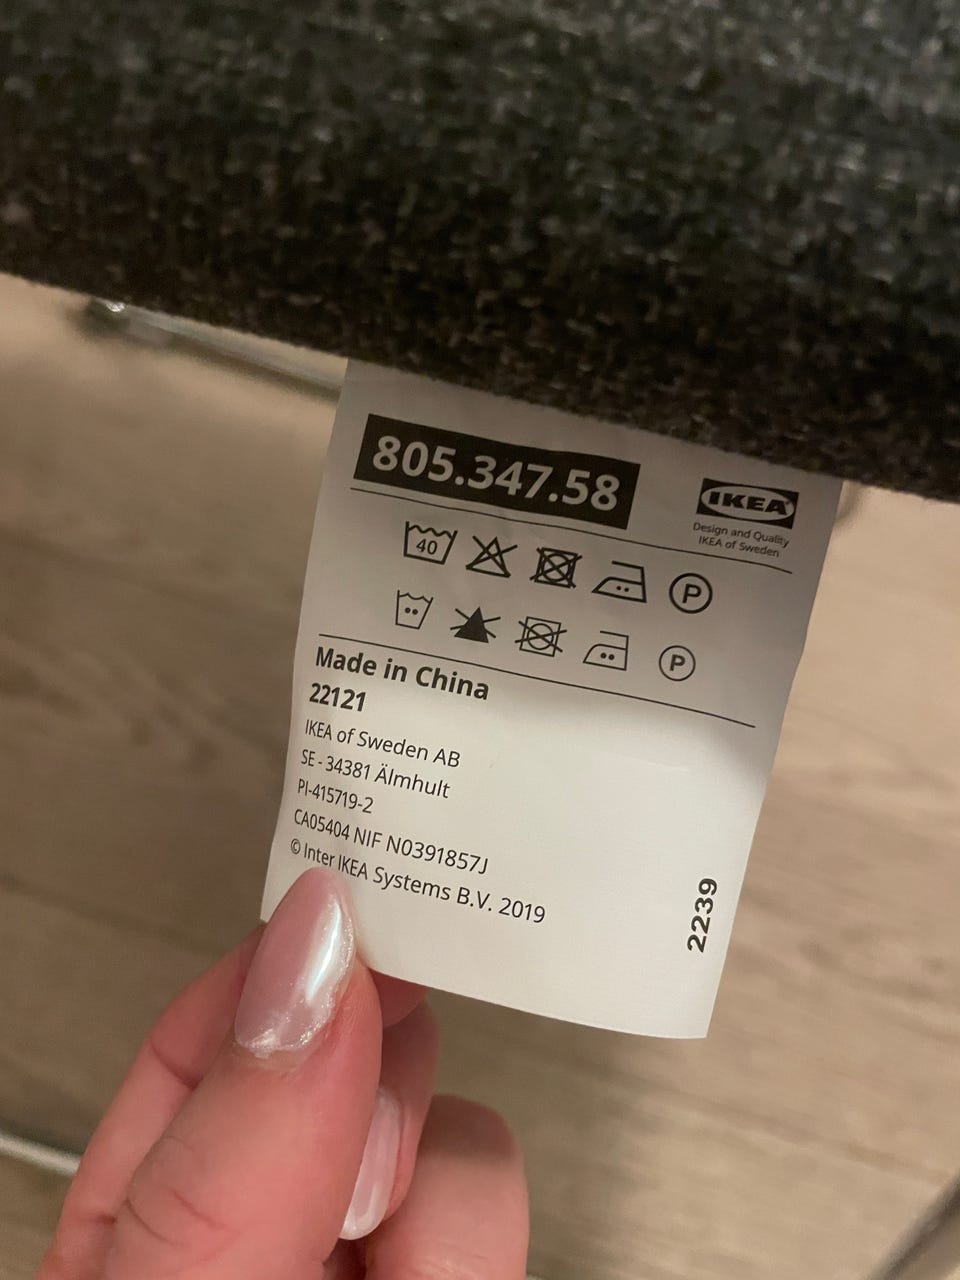 805.347.58
IKEA
Design and Quality
IKEA of Sweden
40
P
P
Made in China
22121
IKEA of Sweden AB
SE - 34381 Älmhult
PI-415719-2
CA05404 NIF N0391857J
© Inter IKEA Systems B.V. 2019
2239